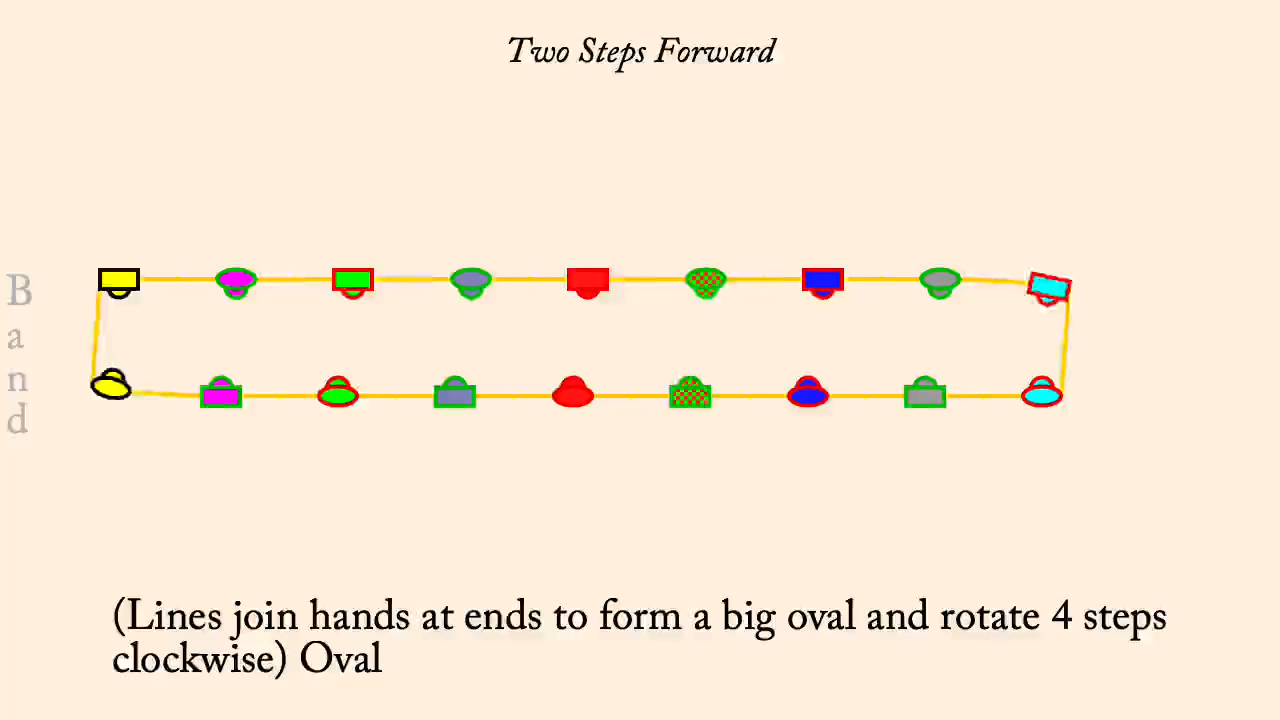 Two Steps Forward
B
a
n
d
(Lines join hands at ends to form a big oval and rotate 4 steps
clockwise) Oval